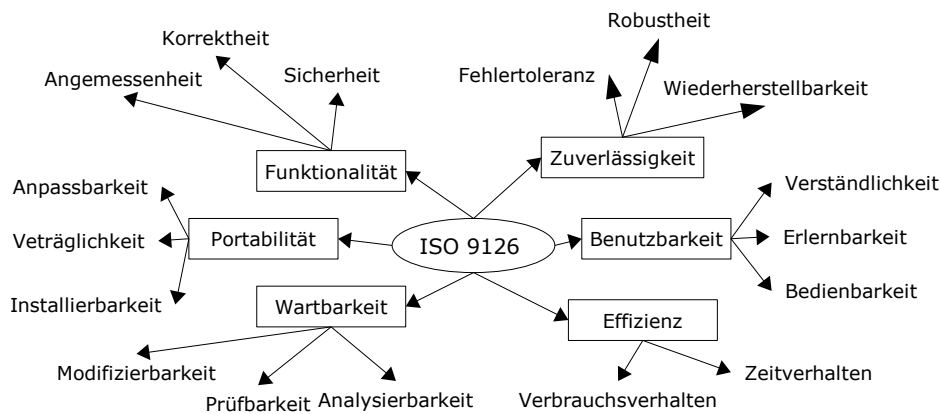 Robustheit
Korrektheit
Angemessenheit
Sicherheit
Fehlertoleranz
Wiederherstellbarkeit
Funktionalität
Zuverlässigkeit
Anpassbarkeit
Verständlichkeit
Veträglichkeit
Portabilität
ISO 9126
Benutzbarkeit
Erlernbarkeit
Installierbarkeit
Wartbarkeit
Bedienbarkeit
Effizienz
Modifizierbarkeit
Prüfbarkeit
Analysierbarkeit
Verbrauchsverhalten
Zeitverhalten